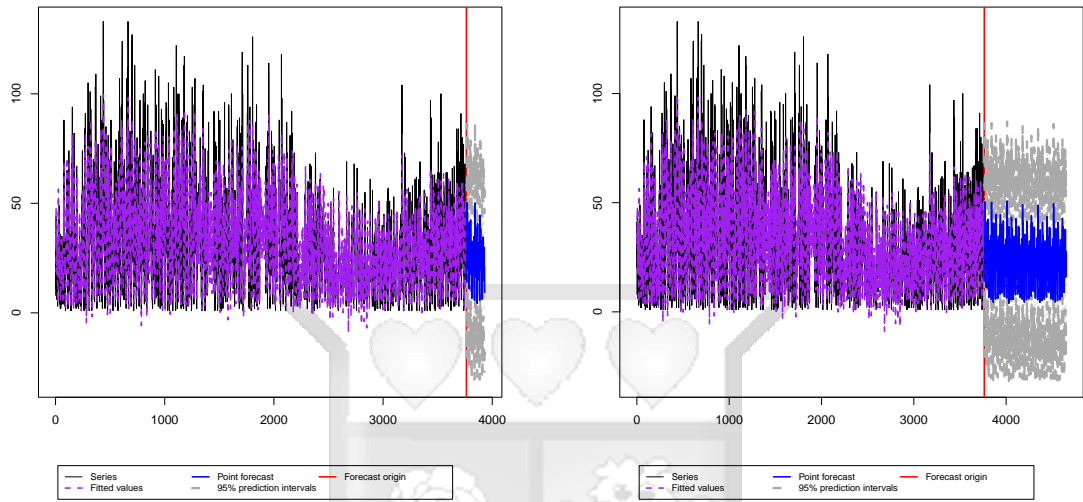 100
50
0
0 1000 2000 3000 4000
Series Point forecast Forecast origin
Fitted values 95% prediction intervals
100
50
0
0 1000 2000 3000 4000
Series Point forecast Forecast origin
Fitted values 95% prediction intervals